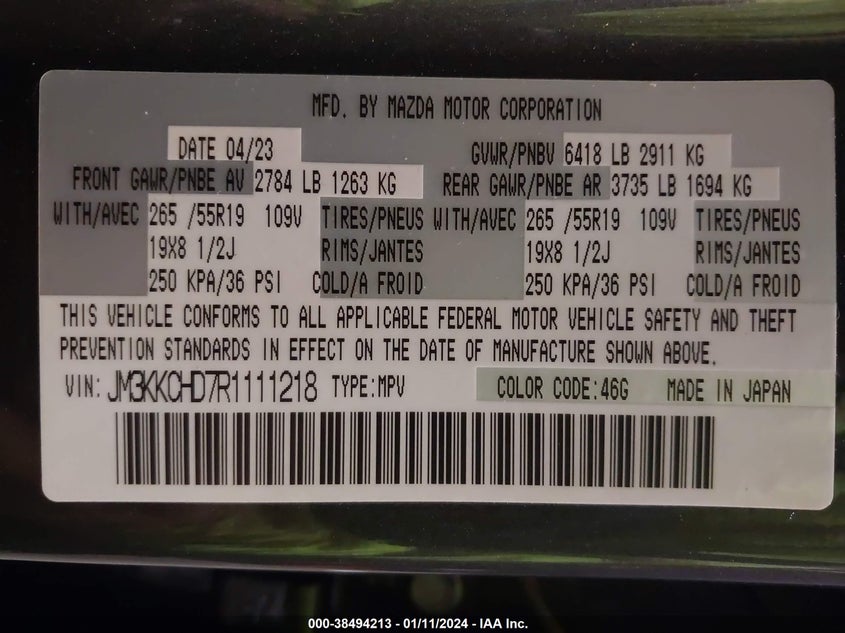 MFD. BY MAZDA MOTOR CORPORATION
DATE 04/23 GVWR/PNBV 6418 LB 2911 KG
FRONT GAWR/PNBE AV 2784 LB 1263 KG REAR GAWR/PNBE AR 3735 LB 1694 KG
WITH/AVEC 265 /55R19 109V TIRES/PNEUS WITH/AVEC 265 /55R19 109V TIRES/PNEUS
19X8 1/2J RIMS/JANTES 19X8 1/2J RIMS/JANTES
250 KPA/36 PSI COLD/A FROID 250 KPA/36 PSI COLD/A FROID
THIS VEHICLE CONFORMS TO ALL APPLICABLE FEDERAL MOTOR VEHICLE SAFETY AND THEFT
PREVENTION STANDARDS IN EFFECT ON THE DATE OF MANUFACTURE SHOWN ABOVE.
VIN: JM3KKCHD7R1111218 TYPE:MPV COLOR CODE:46G MADE IN JAPAN
000-38494213 - 01/11/2024 - IAA Inc.